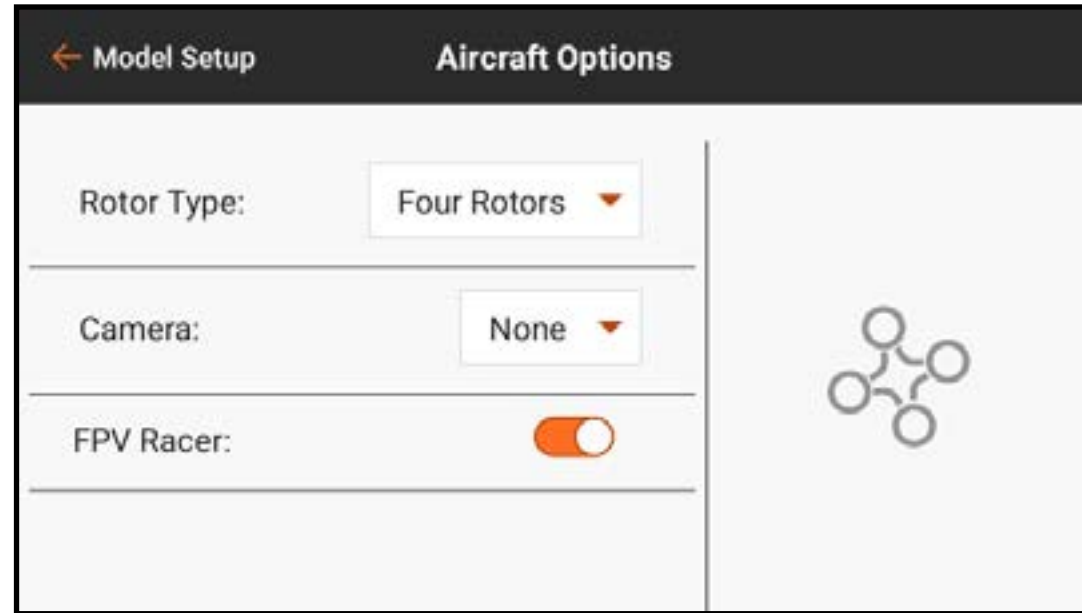 Model Setup
Aircraft Options
Rotor Type: Four Rotors
Camera: None
FPV Racer: